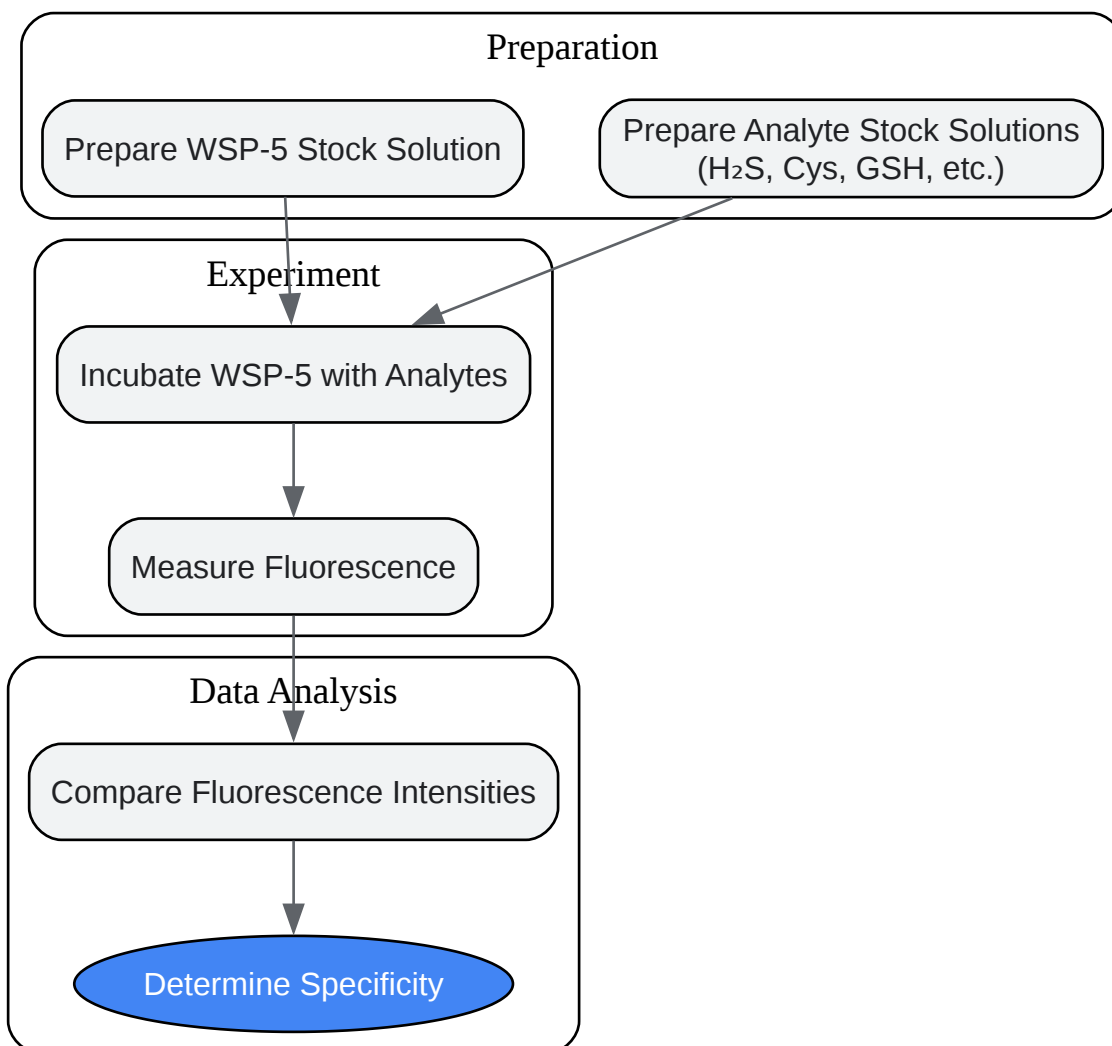 Preparation
Prepare WSP-5 Stock Solution
Prepare Analyte Stock Solutions
(H₂S, Cys, GSH, etc.)
Experiment
Incubate WSP-5 with Analytes
Measure Fluorescence
Data Analysis
Compare Fluorescence Intensities
Determine Specificity